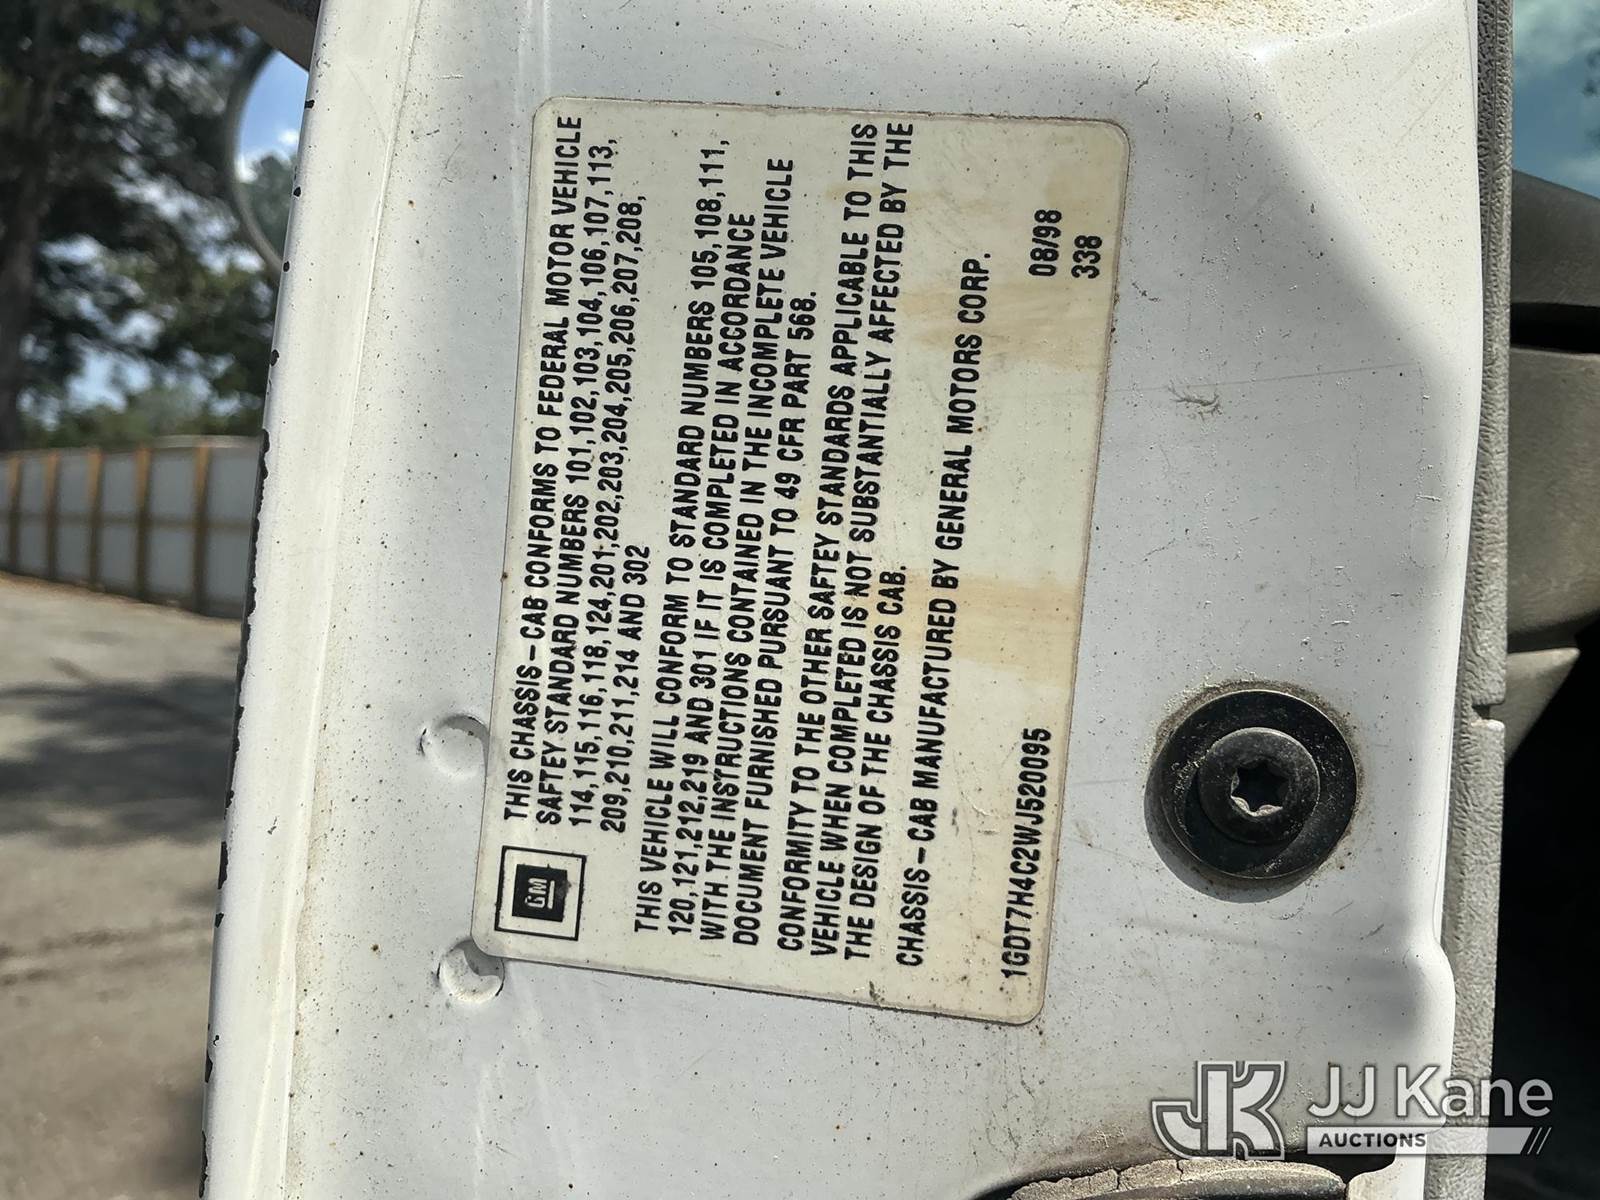 GM
THIS CHASSIS-CAB CONFORMS TO FEDERAL MOTOR VEHICLE
SAFTEY STANDARD NUMBERS 101,102,103,104,106,107,113,
114,115,116,118,124,201,202,203,204,205,206,207,208,
209,210,211,214 AND 302
THIS VEHICLE WILL CONFORM TO STANDARD NUMBERS 105,108,111,
120,121,212,219 AND 301 IF IT IS COMPLETED IN ACCORDANCE
WITH THE INSTRUCTIONS CONTAINED IN THE INCOMPLETE VEHICLE
DOCUMENT FURNISHED PURSUANT TO 49 CFR PART 568.
CONFORMITY TO THE OTHER SAFTEY STANDARDS APPLICABLE TO THIS
VEHICLE WHEN COMPLETED IS NOT SUBSTANTIALLY AFFECTED BY THE
THE DESIGN OF THE CHASSIS CAB.
CHASSIS-CAB MANUFACTURED BY GENERAL MOTORS CORP.
1GDT7H4C2WJ520095 08/98
338
JK JJ Kane
AUCTIONS